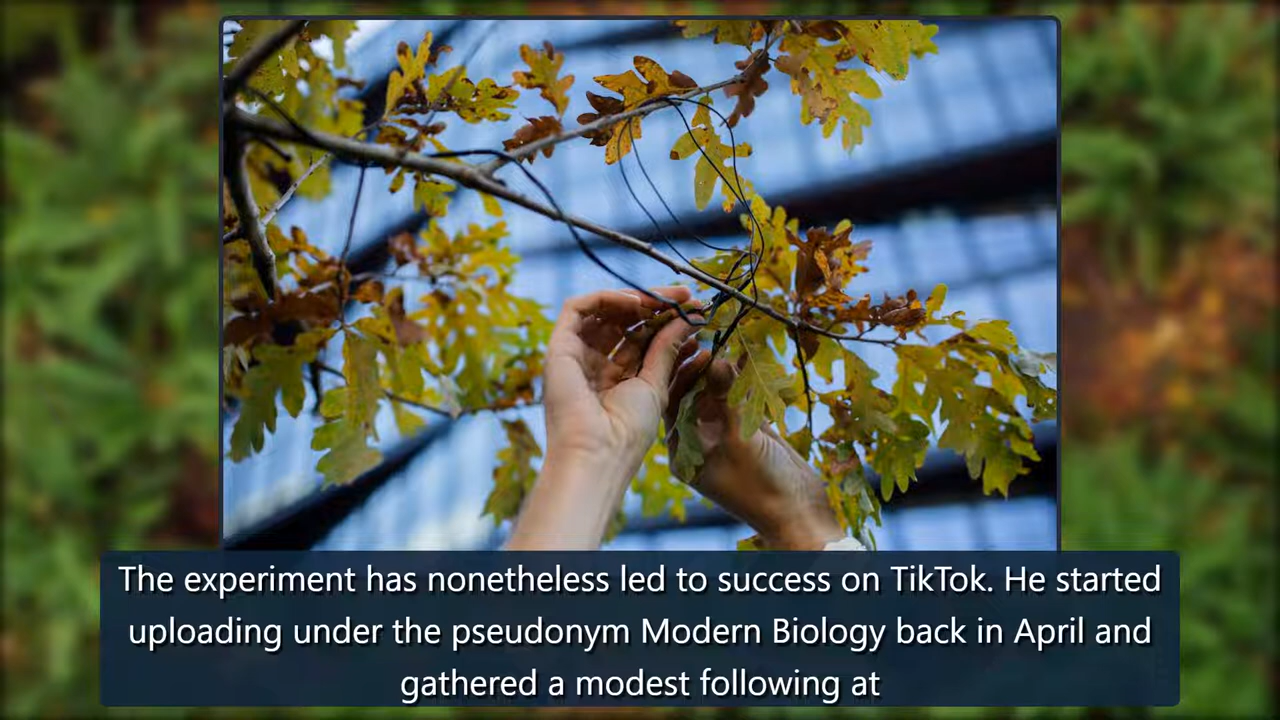 The experiment has nonetheless led to success on TikTok. He started
uploading under the pseudonym Modern Biology back in April and
gathered a modest following at